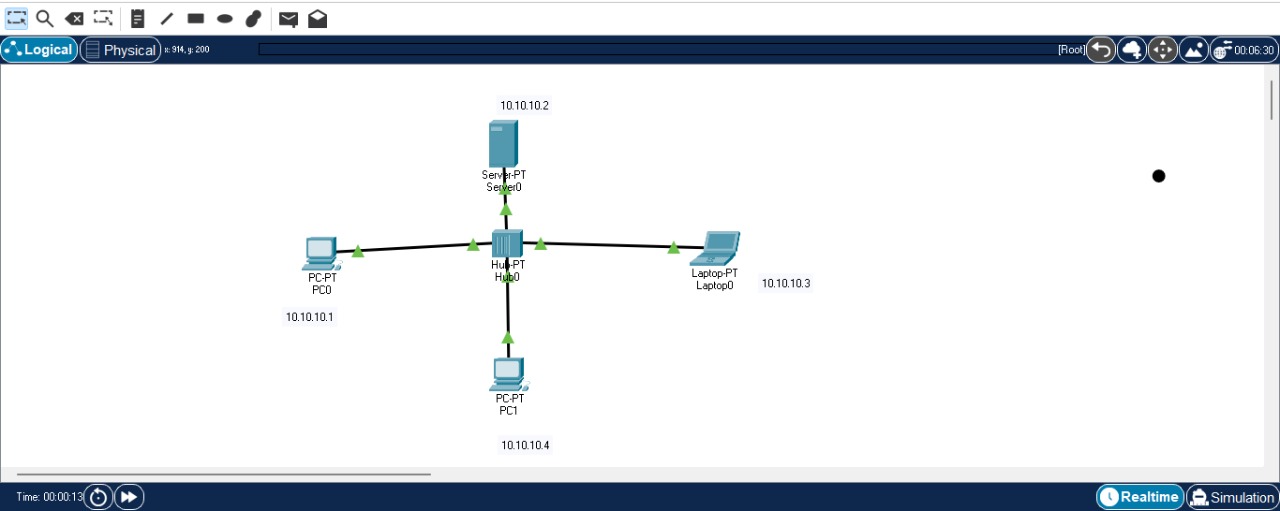 Logical
Physical
x: 914, y: 200
[Root]
00:06:30
10.10.10.2
Server-PT
Server0
Hub-PT
Hub0
PC-PT
PC0
10.10.10.1
Laptop-PT
Laptop0
10.10.10.3
PC-PT
PC1
10.10.10.4
Time: 00:00:13
Realtime
Simulation